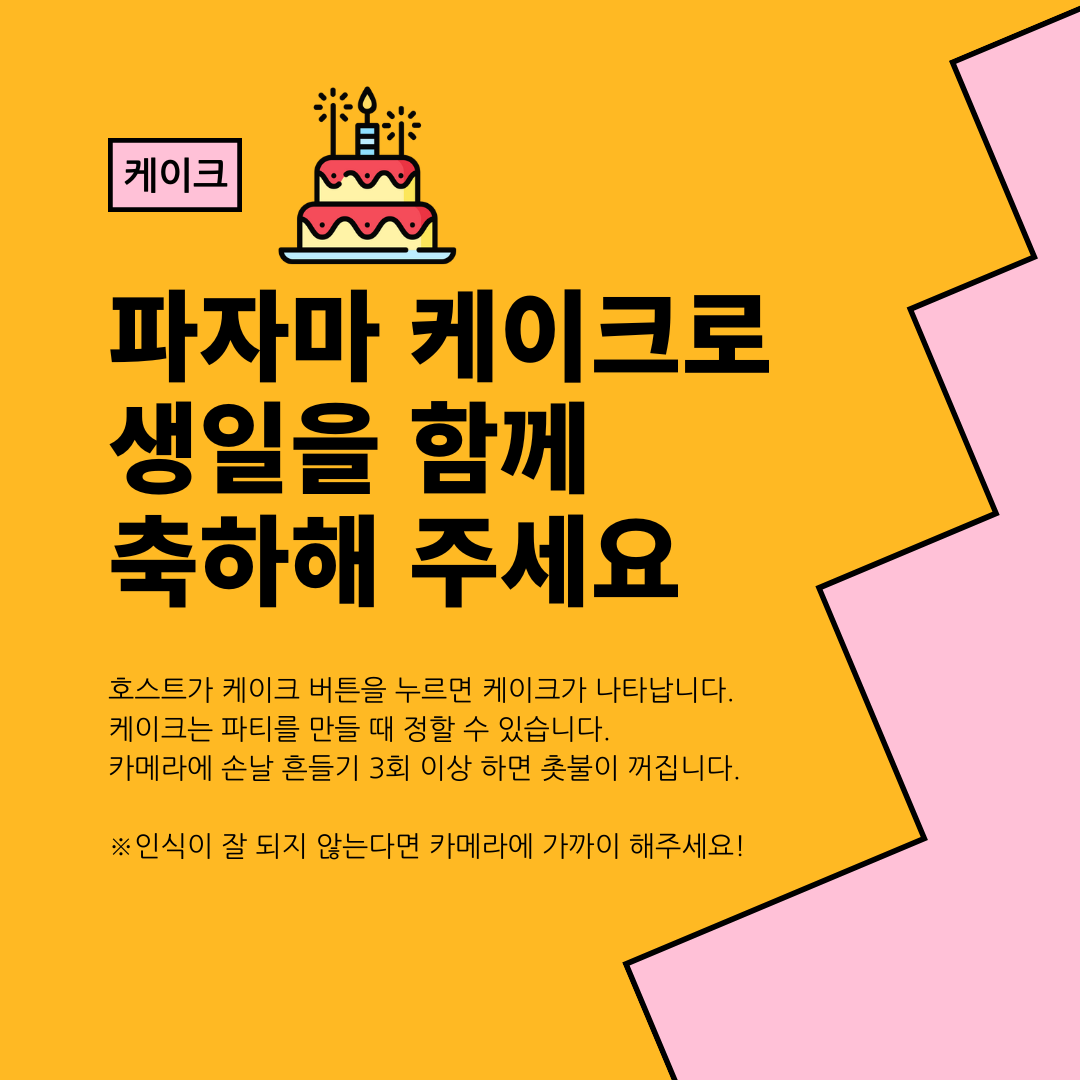 케이크
파자마 케이크로
생일을 함께
축하해 주세요
호스트가 케이크 버튼을 누르면 케이크가 나타납니다.
케이크는 파티를 만들 때 정할 수 있습니다.
카메라에 손날 흔들기 3회 이상 하면 촛불이 꺼집니다.
※인식이 잘 되지 않는다면 카메라에 가까이 해주세요!